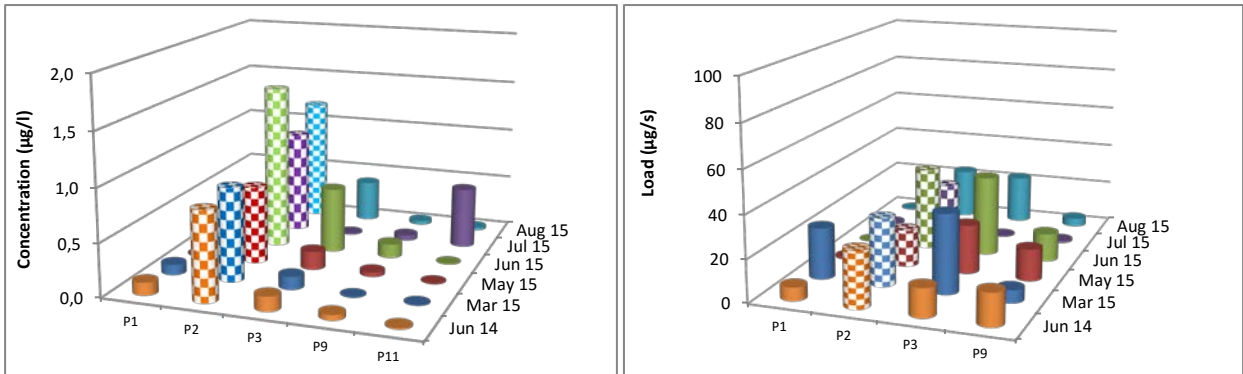 Concentration (µg/l)
2,0
1,5
1,0
0,5
0,0
P1
P2
P3
P9
P11
Aug 15
Jul 15
Jun 15
May 15
Mar 15
Jun 14
Load (µg/s)
100
80
60
40
20
0
P1
P2
P3
P9
Aug 15
Jul 15
Jun 15
May 15
Mar 15
Jun 14